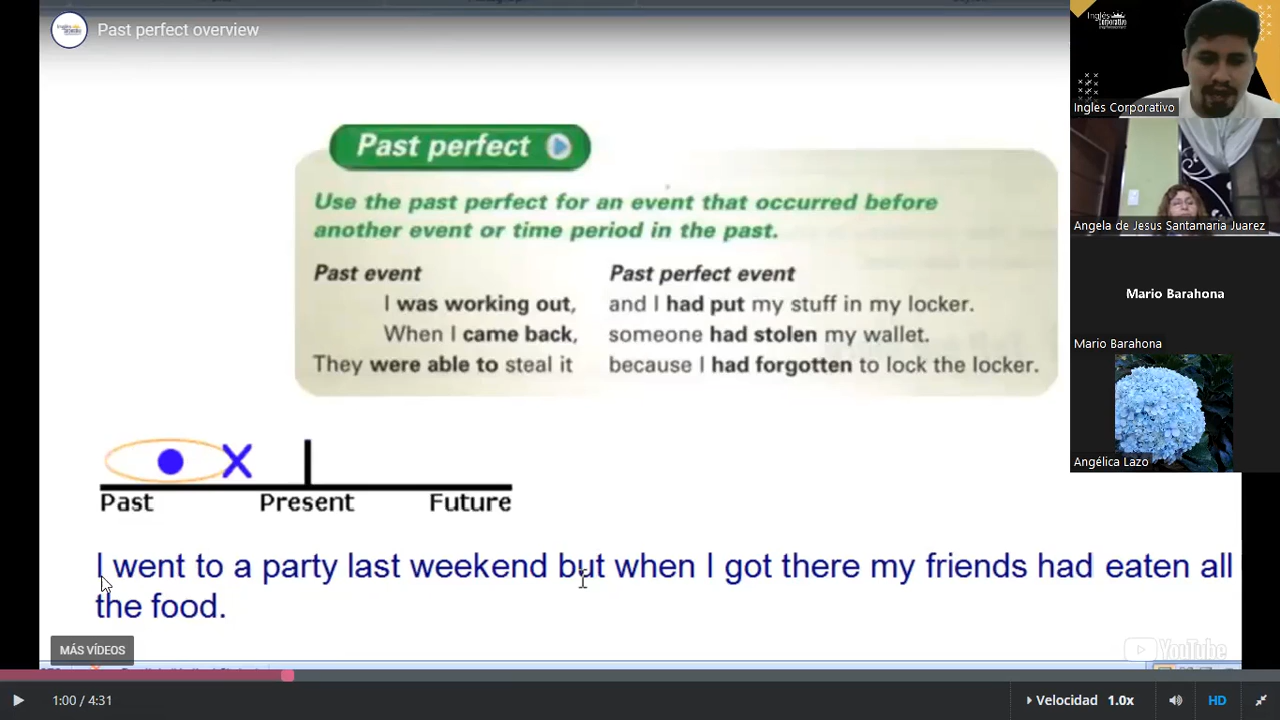 Past perfect overview
Past perfect
Use the past perfect for an event that occurred before
another event or time period in the past.
Past event Past perfect event
I was working out, and I had put my stuff in my locker.
When I came back, someone had stolen my wallet.
They were able to steal it because I had forgotten to lock the locker.
Past Present Future
I went to a party last weekend but when I got there my friends had eaten all
the food.
MÁS VÍDEOS
YouTube
1:00 / 4:31
Velocidad 1.0x
HD
Inglés
Corporativo
Ingles Corporativo
Angela de Jesus Santamaria Juarez
Mario Barahona
Mario Barahona
Angélica Lazo